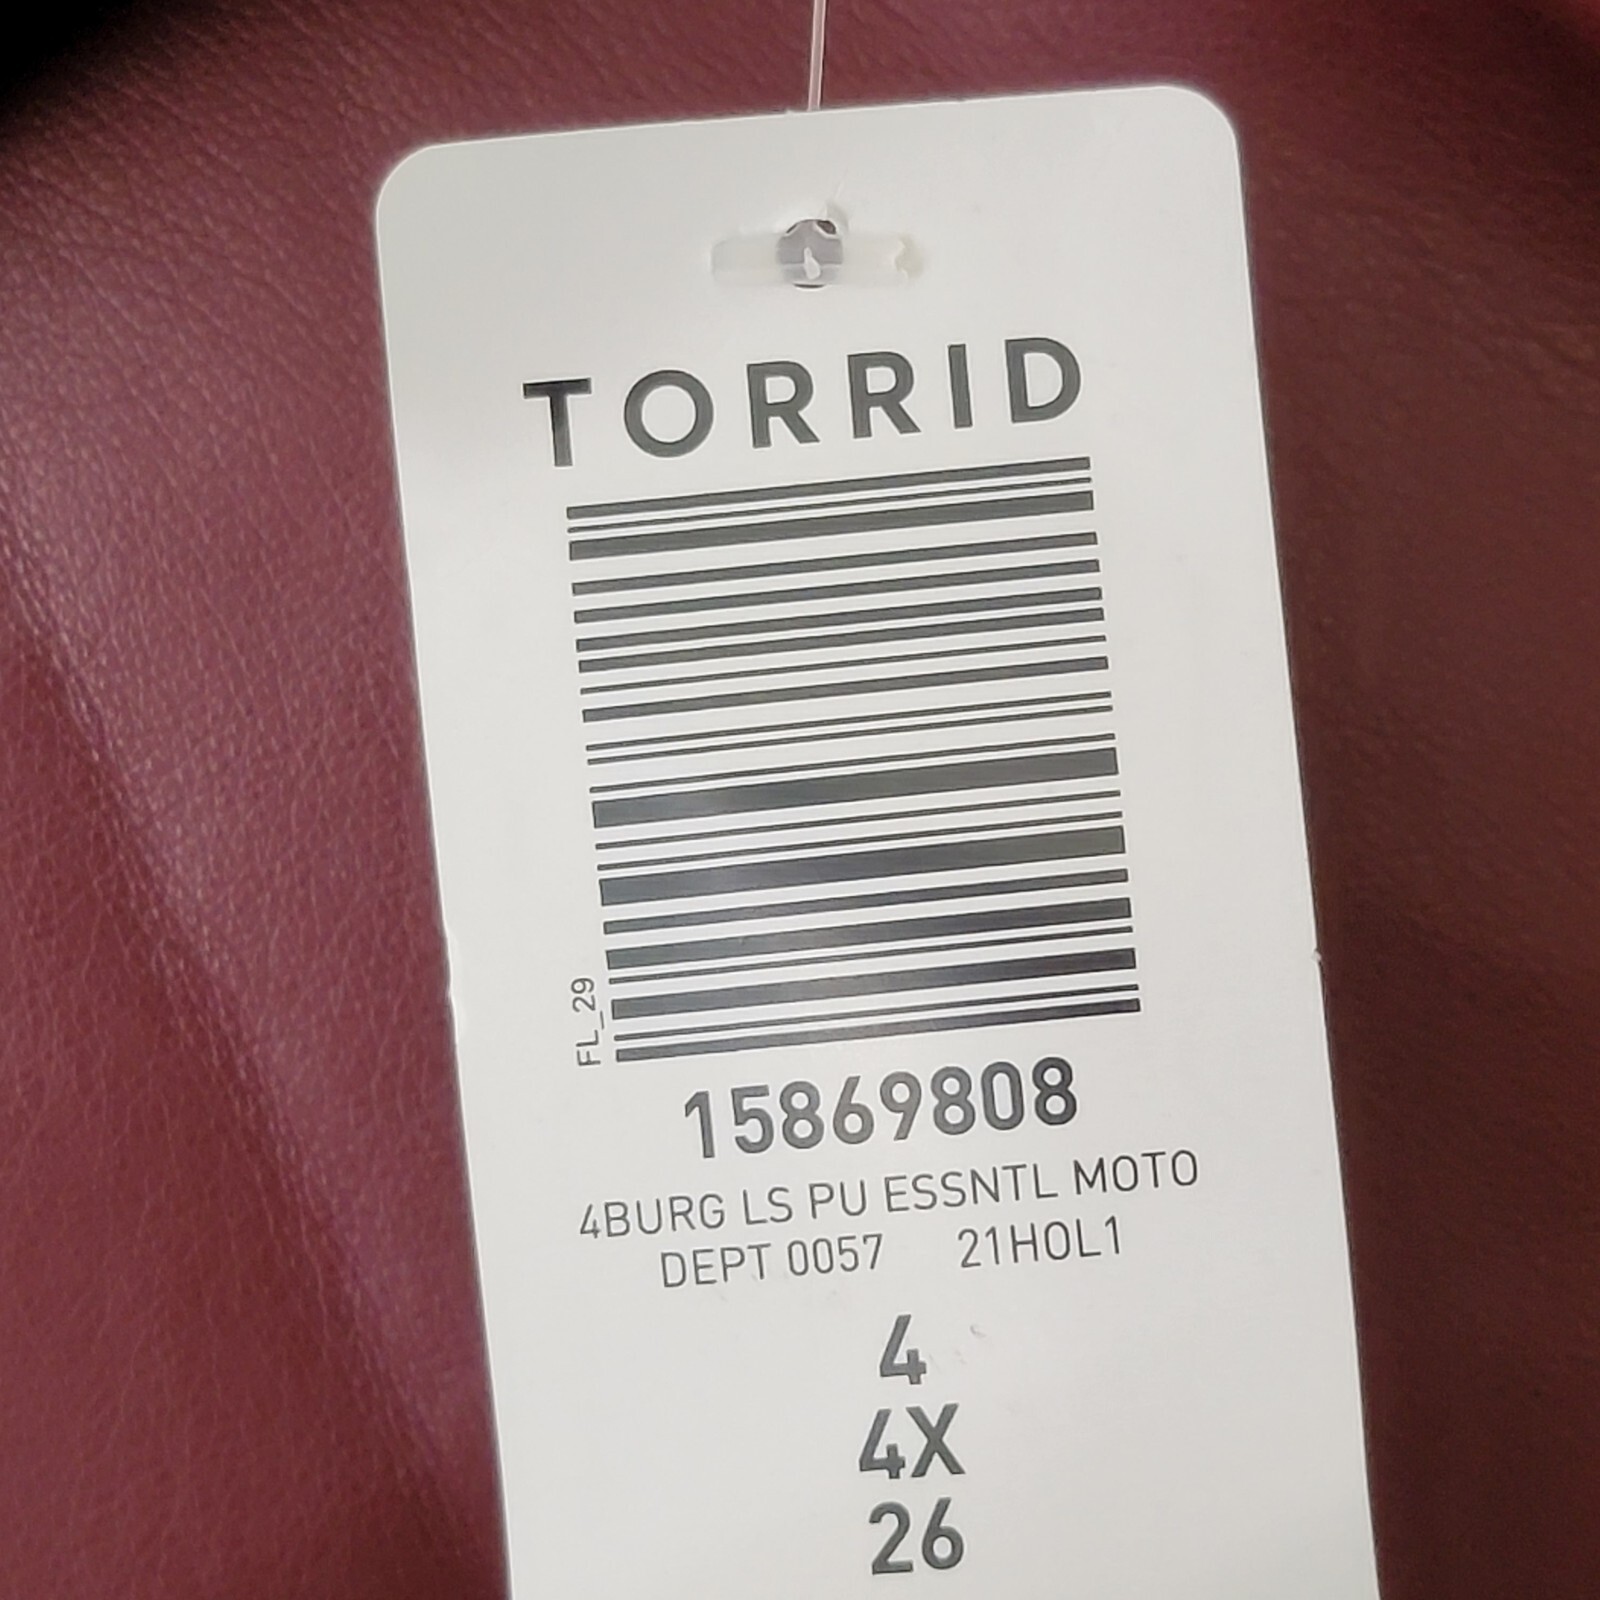 TORRID
FL_29
15869808
4BURG LS PU ESSNTL MOTO
DEPT 0057 21HOL1
4
4X
26